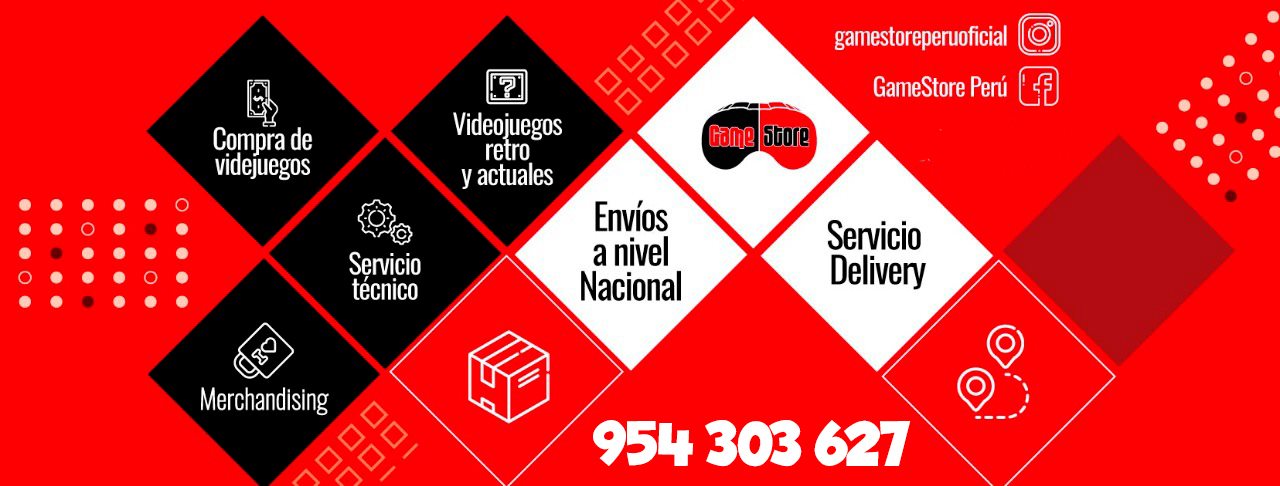 gamestoreperuoficial
GameStore Perú
Compra de
videjuegos
?
Videojuegos
retro
y actuales
Game Store
Servicio
técnico
Envíos
a nivel
Nacional
Servicio
Delivery
Merchandising
954 303 627